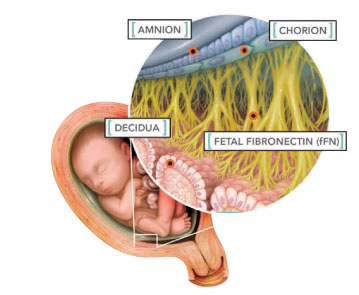 [AMNION]
[CHORION]
[DECIDUA]
[FETAL FIBRONECTIN (fFN)]